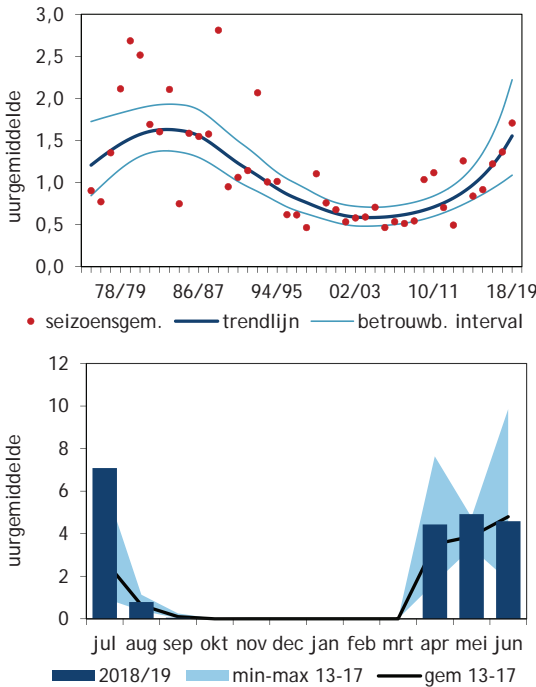 uurgemiddelde
3,0
2,5
2,0
1,5
1,0
0,5
0,0
78/79 86/87 94/95 02/03 10/11 18/19
seizoensgem. trendlijn betrouwb. interval
uurgemiddelde
12
10
8
6
4
2
0
jul aug sep okt nov dec jan feb mrt apr mei jun
2018/19 min-max 13-17 gem 13-17